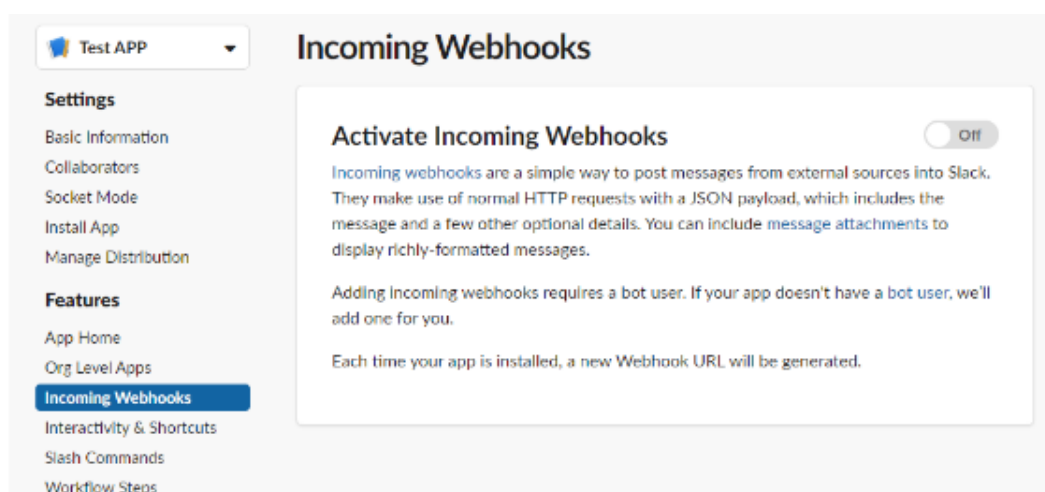 Test APP
Settings
Basic Information
Collaborators
Socket Mode
Install App
Manage Distribution
Features
App Home
Org Level Apps
Incoming Webhooks
Interactivity & Shortcuts
Slash Commands
Workflow Steps
Incoming Webhooks
Activate Incoming Webhooks
Off
Incoming webhooks are a simple way to post messages from external sources into Slack.
They make use of normal HTTP requests with a JSON payload, which includes the
message and a few other optional details. You can include message attachments to
display richly-formatted messages.
Adding incoming webhooks requires a bot user. If your app doesn't have a bot user, we'll
add one for you.
Each time your app is installed, a new Webhook URL will be generated.